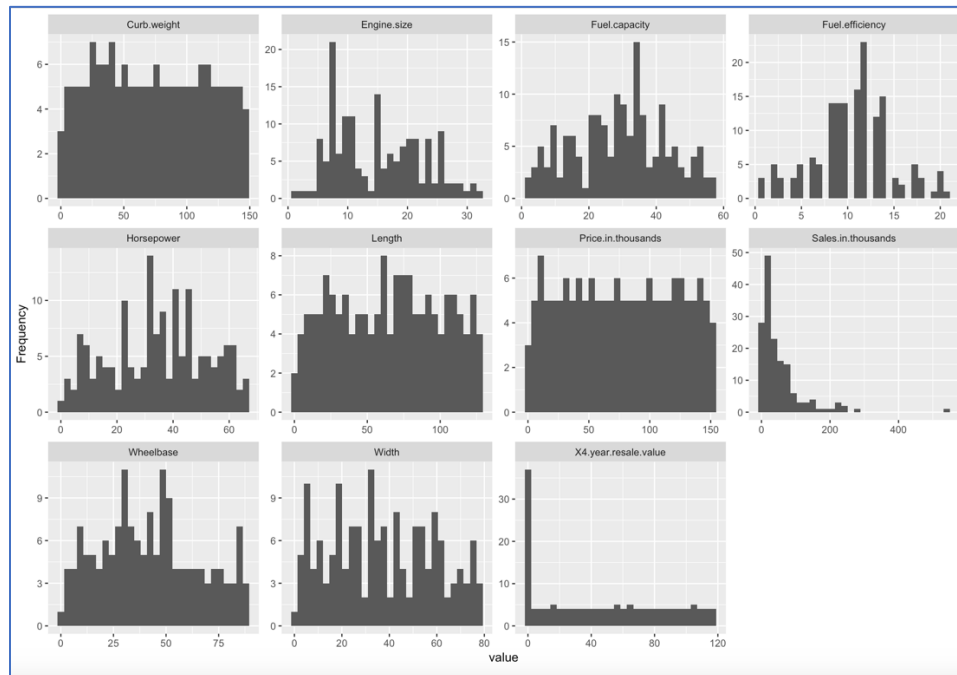 Curb.weight
Engine.size
Fuel.capacity
Fuel.efficiency
0 2 4 6
0 50 100 150
0 5 10 15 20
0 10 20 30
0 5 10 15
0 20 40 60
0 5 10 15 20
0 5 10 15 20
Horsepower
Length
Price.in.thousands
Sales.in.thousands
0 5 10
0 20 40 60
0 2 4 6 8
0 50 100
0 2 4 6
0 50 100 150
0 10 20 30 40 50
0 200 400
Wheelbase
Width
X4.year.resale.value
0 3 6 9
0 25 50 75
0 3 6 9
0 20 40 60 80
0 10 20 30
0 40 80 120
Frequency
value